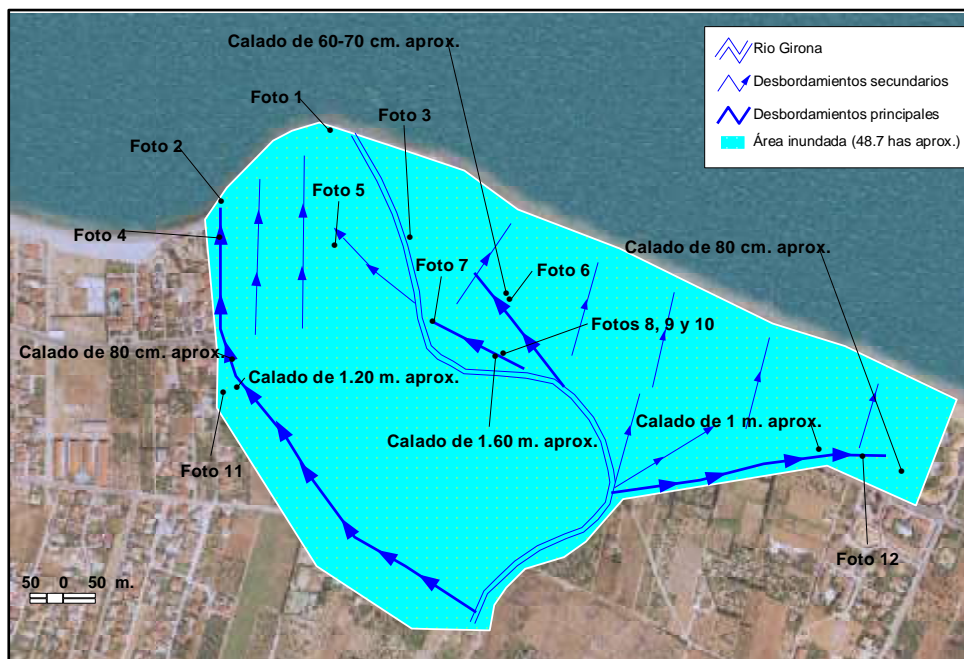 Calado de 60-70 cm. aprox.
Rio Girona
Desbordamientos secundarios
Desbordamientos principales
Área inundada (48.7 has aprox.)
Foto 1
Foto 3
Foto 2
Foto 5
Foto 4
Calado de 80 cm. aprox.
Foto 7
Foto 6
Fotos 8, 9 y 10
Calado de 80 cm. aprox.
Calado de 1.20 m. aprox.
Calado de 1 m. aprox.
Calado de 1.60 m. aprox.
Foto 11
Foto 12
50 0 50 m.